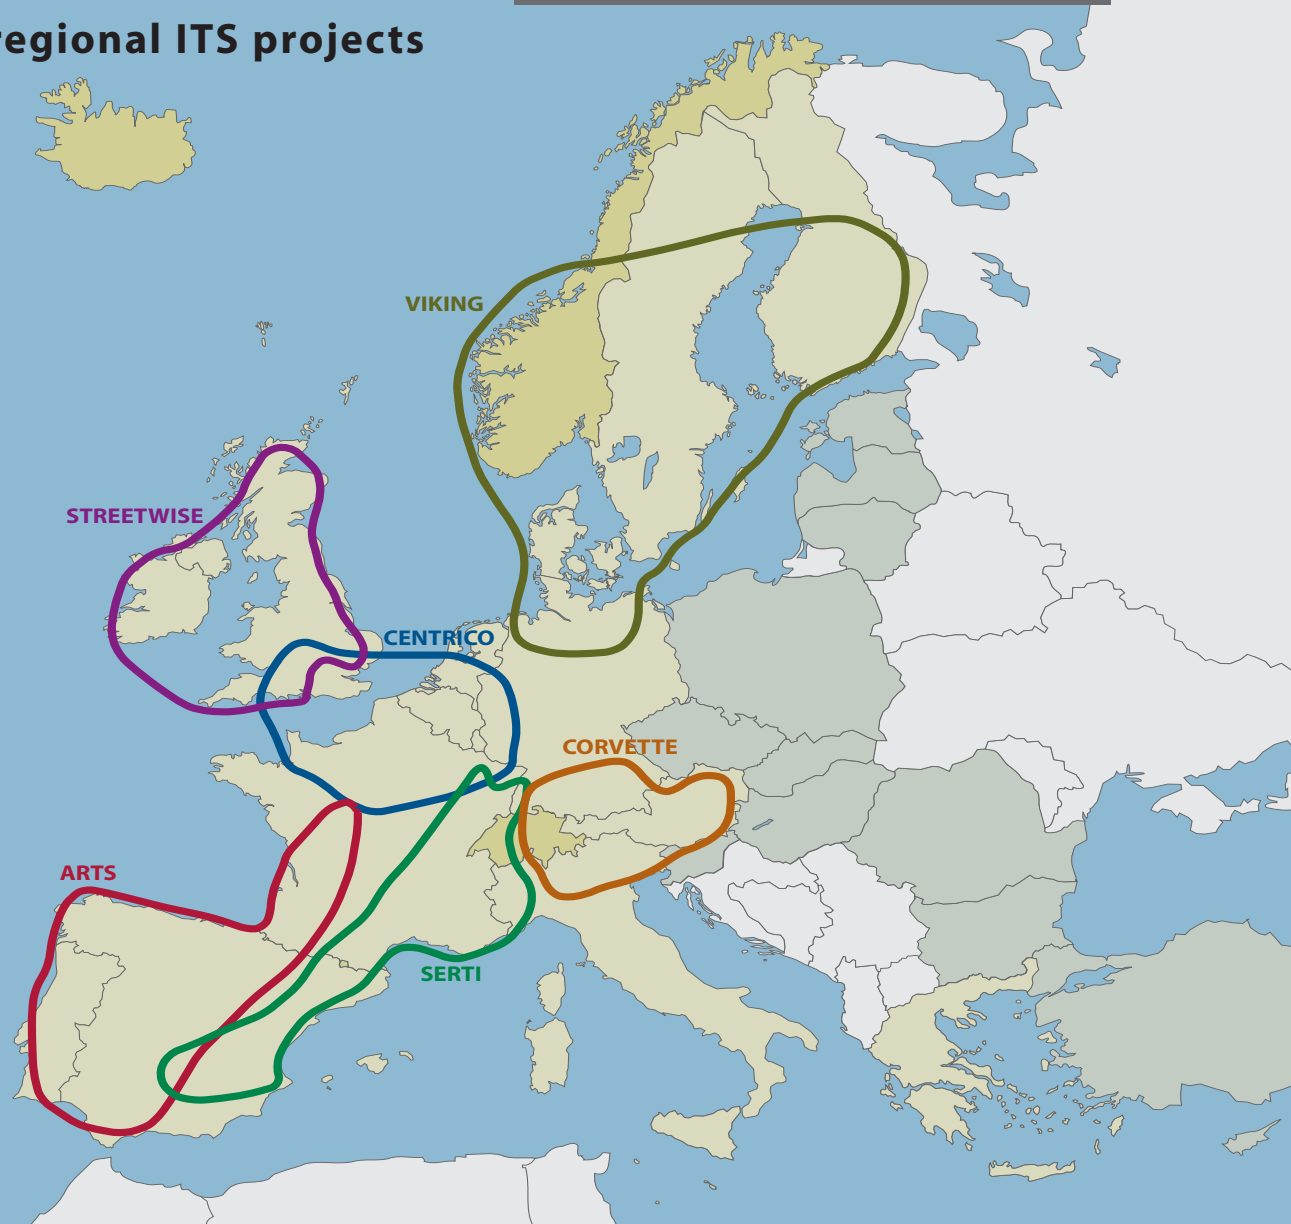 regional ITS projects
VIKING
STREETWISE
CENTRICO
CORVETTE
ARTS
SERTI